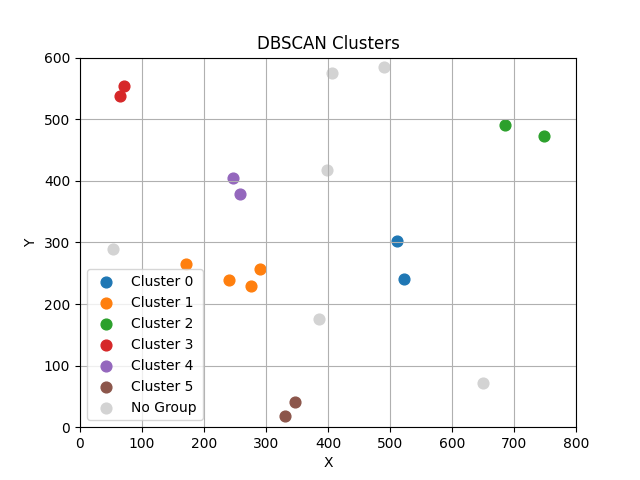 DBSCAN Clusters
600
500
400
300
200
100
0
Y
Cluster 0
Cluster 1
Cluster 2
Cluster 3
Cluster 4
Cluster 5
No Group
0 100 200 300 400 500 600 700 800
X